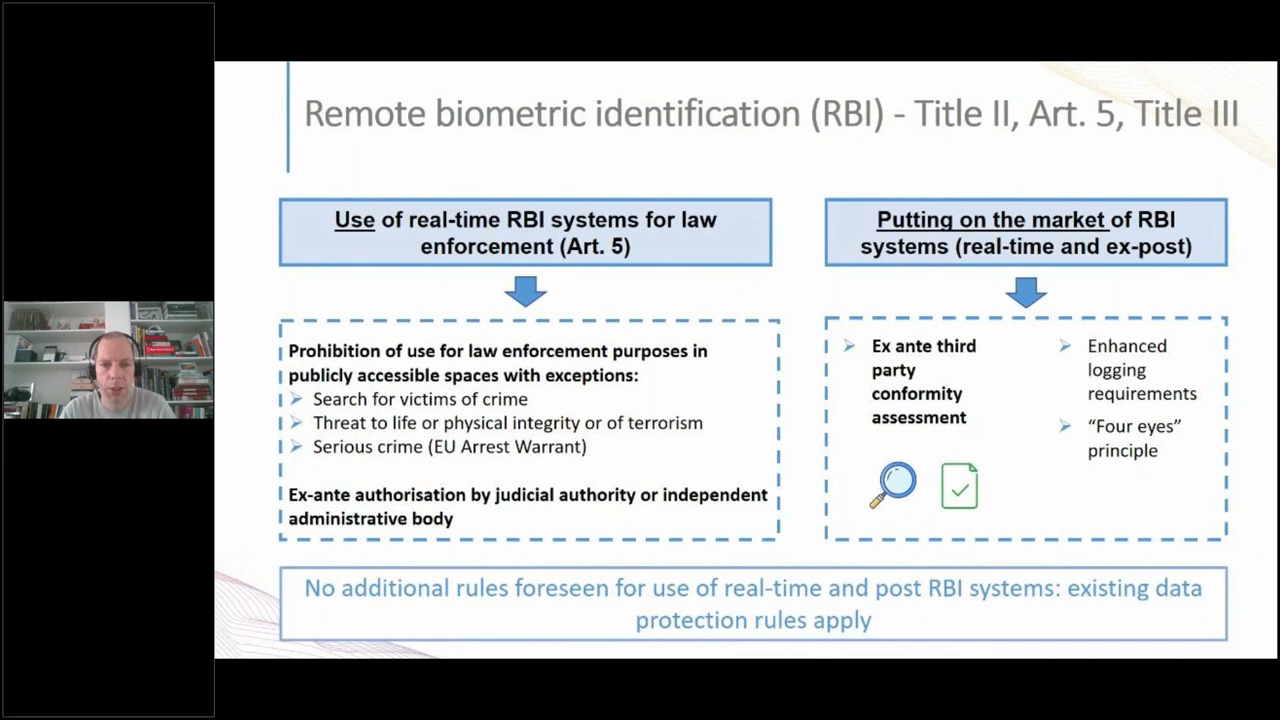 Remote biometric identification (RBI) - Title II, Art. 5, Title III
Use of real-time RBI systems for law
enforcement (Art. 5)
Prohibition of use for law enforcement purposes in
publicly accessible spaces with exceptions:
Search for victims of crime
Threat to life or physical integrity or of terrorism
Serious crime (EU Arrest Warrant)
Ex-ante authorisation by judicial authority or independent
administrative body
Putting on the market of RBI
systems (real-time and ex-post)
Ex ante third
party
conformity
assessment
Enhanced
logging
requirements
“Four eyes”
principle
No additional rules foreseen for use of real-time and post RBI systems: existing data
protection rules apply